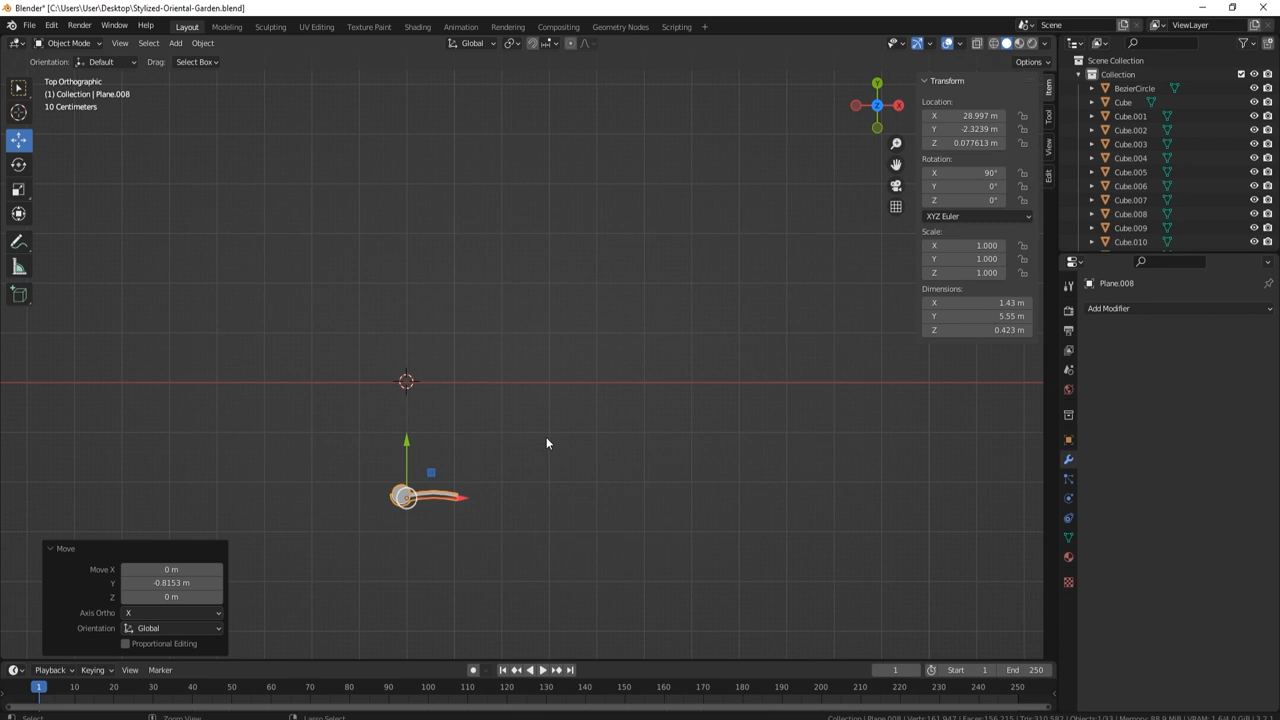 Blender* [C:\Users\User\Desktop\Stylized-Oriental-Garden.blend]
File Edit Render Window Help Layout Modeling Sculpting UV Editing Texture Paint Shading Animation Rendering Compositing Geometry Nodes Scripting + Scene ViewLayer
Object Mode View Select Add Object Global
Orientation: Default Drag: Select Box Options
Top Orthographic
(1) Collection | Plane.008
10 Centimeters
Y
X
Z
Transform
Location:
X 28.997 m
Y -2.3239 m
Z 0.077613 m
Rotation:
X 90°
Y 0°
Z 0°
XYZ Euler
Scale:
X 1.000
Y 1.000
Z 1.000
Dimensions:
X 1.43 m
Y 5.55 m
Z 0.423 m
Item
Tool
View
Edit
Scene Collection
Collection
BezierCircle
Cube
Cube.001
Cube.002
Cube.003
Cube.004
Cube.005
Cube.006
Cube.007
Cube.008
Cube.009
Cube.010
Plane.008
Add Modifier
Move
Move X 0 m
Y -0.8153 m
Z 0 m
Axis Ortho X
Orientation Global
Proportional Editing
Playback Keying View Marker 1 Start 1 End 250
1 10 20 30 40 50 60 70 80 90 100 110 120 130 140 150 160 170 180 190 200 210 220 230 240 250